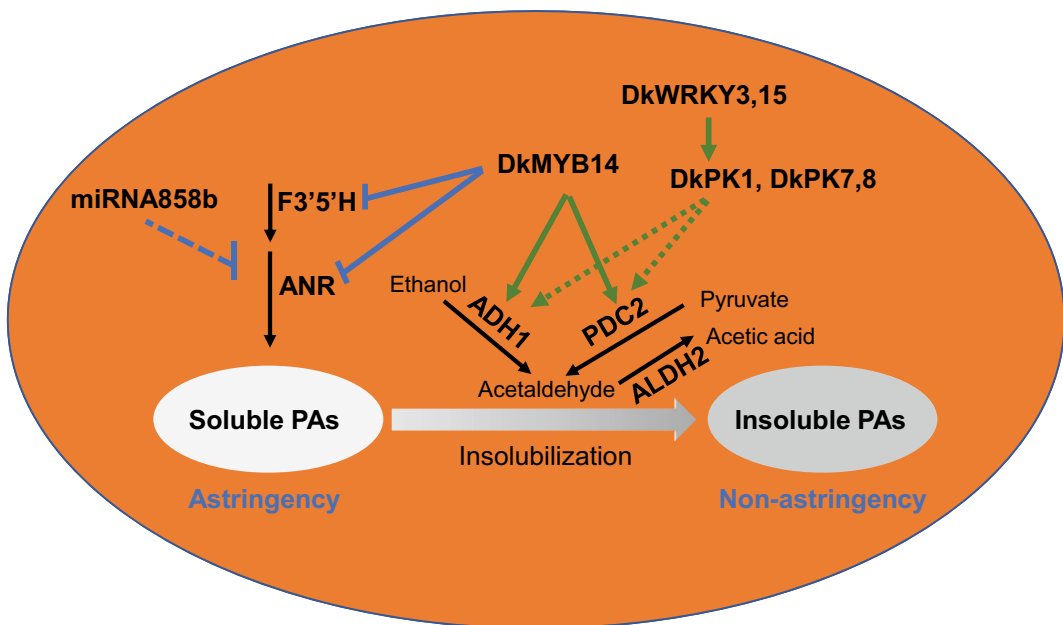 DkWRKY3,15
DkMYB14
DkPK1, DkPK7,8
miRNA858b
F3’5’H
ANR
Ethanol
ADH1
PDC2
Pyruvate
Acetic acid
ALDH2
Acetaldehyde
Soluble PAs
Insoluble PAs
Insolubilization
Astringency
Non-astringency